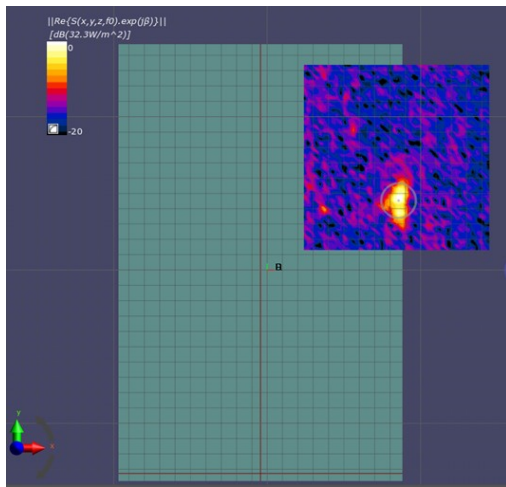 ||Re{S(x,y,z,f0).exp(jβ)}||
[dB(32.3W/m^2)]
0
-20
B
y
x